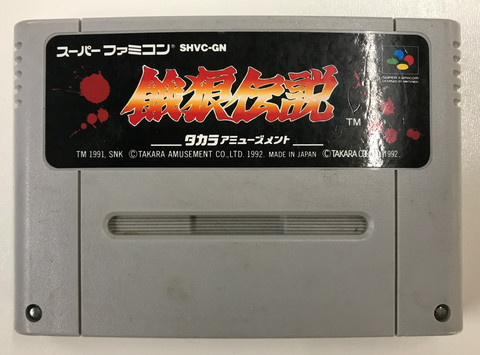 スーパーファミコン® SHVC-GN
SUPER FAMICOM
餓狼伝説
TM
タカラアミューズメント
TM 1991, SNK ©TAKARA AMUSEMENT CO., LTD. 1992. MADE IN JAPAN ©TAKARA CO., LTD. 1992.